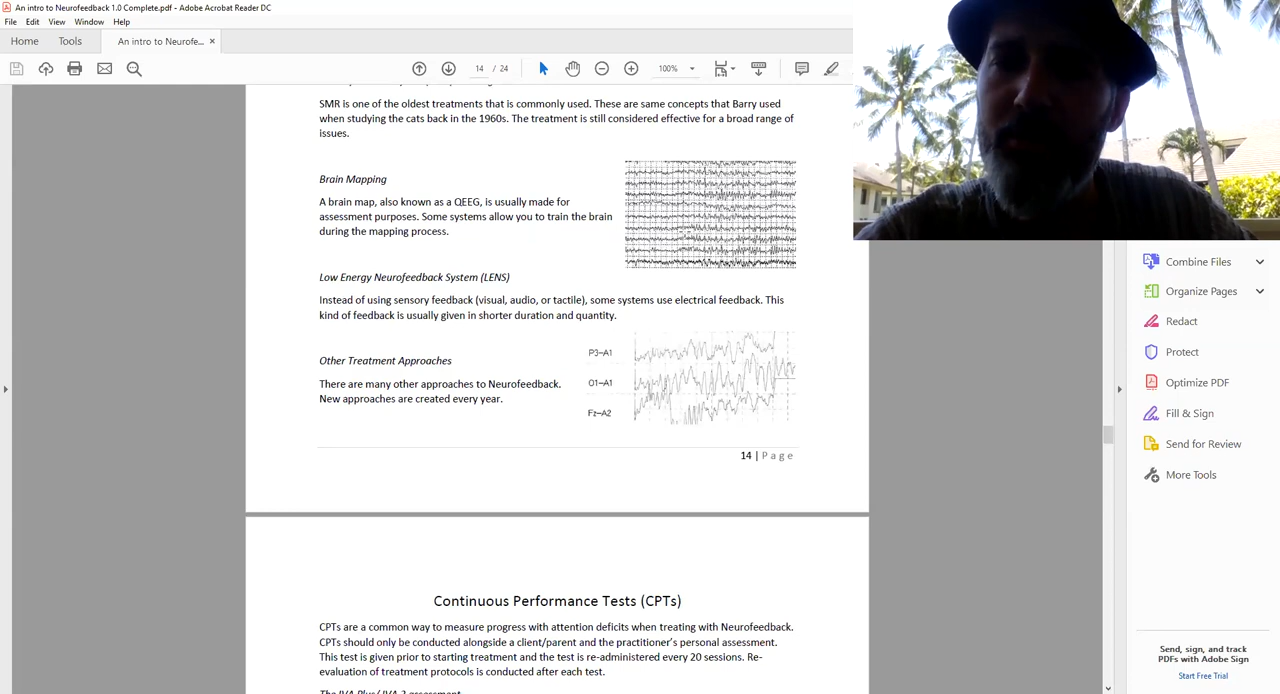 An intro to Neurofeedback 1.0 Complete.pdf - Adobe Acrobat Reader DC
File Edit View Window Help
Home Tools An intro to Neurofe... ×
14 / 24 100%
SMR is one of the oldest treatments that is commonly used. These are same concepts that Barry used
when studying the cats back in the 1960s. The treatment is still considered effective for a broad range of
issues.
Brain Mapping
A brain map, also known as a QEEG, is usually made for
assessment purposes. Some systems allow you to train the brain
during the mapping process.
Low Energy Neurofeedback System (LENS)
Instead of using sensory feedback (visual, audio, or tactile), some systems use electrical feedback. This
kind of feedback is usually given in shorter duration and quantity.
Other Treatment Approaches
There are many other approaches to Neurofeedback.
New approaches are created every year.
P3-A1
O1-A1
Fz-A2
14 | Page
Continuous Performance Tests (CPTs)
CPTs are a common way to measure progress with attention deficits when treating with Neurofeedback.
CPTs should only be conducted alongside a client/parent and the practitioner's personal assessment.
This test is given prior to starting treatment and the test is re-administered every 20 sessions. Re-
evaluation of treatment protocols is conducted after each test.
The IVA Plus/ IVA 2 assessment
Combine Files
Organize Pages
Redact
Protect
Optimize PDF
Fill & Sign
Send for Review
More Tools
Send, sign, and track
PDFs with Adobe Sign
Start Free Trial